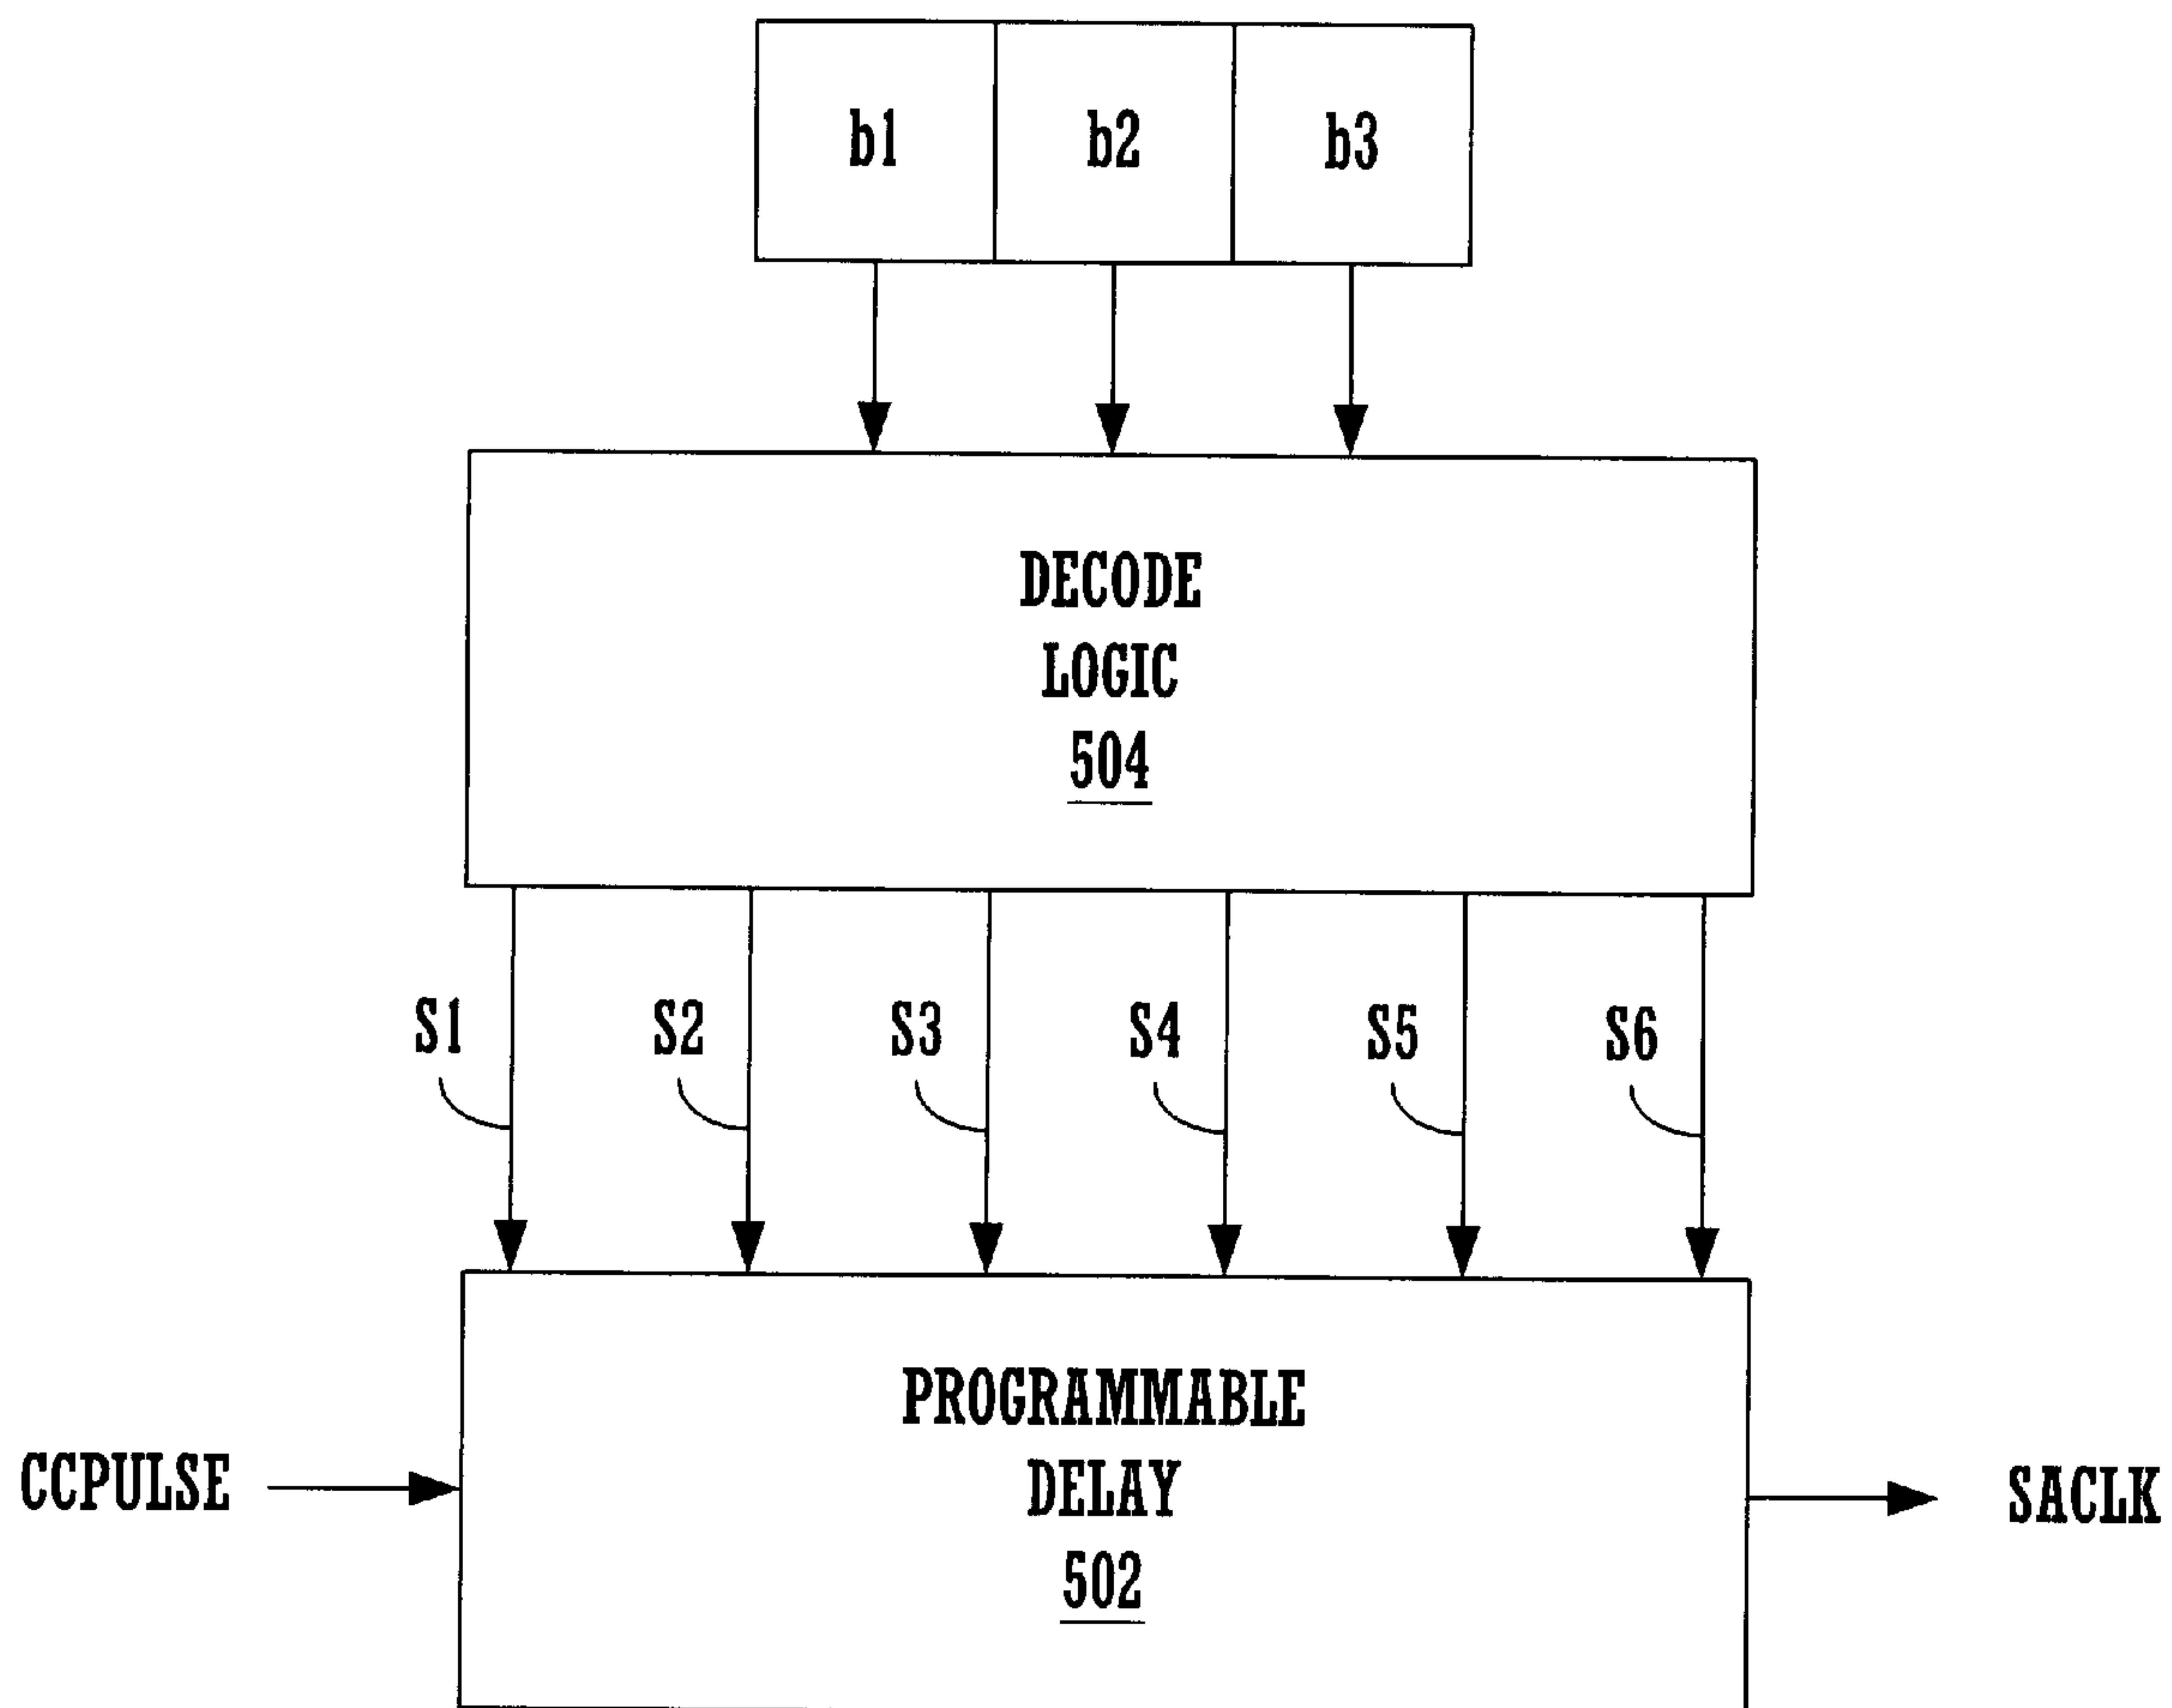 b1 b2 b3
DECODE
LOGIC
504
S1 S2 S3 S4 S5 S6
PROGRAMMABLE
DELAY
502
CCPULSE
SACLK